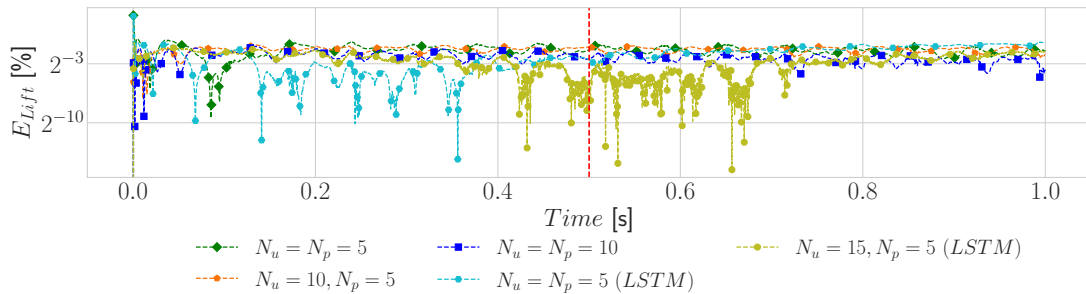 E_{Lift} [%]
2^{-3}
2^{-10}
0.0 0.2 0.4 0.6 0.8 1.0
Time [s]
N_u = N_p = 5 N_u = N_p = 10 N_u = 15, N_p = 5 (LSTM)
N_u = 10, N_p = 5 N_u = N_p = 5 (LSTM)